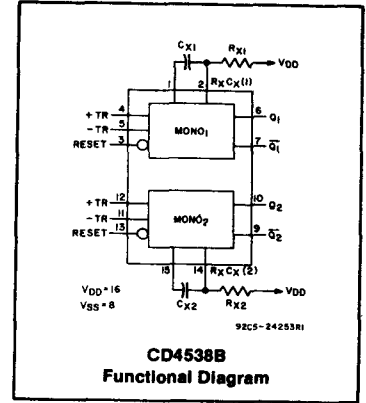 CX1 RX1
VDD
1 2 RXCX(1)
+ TR 4 6 Q1
- TR 5 MONO1
RESET 3 7 Q1
+TR 12 10 Q2
-TR 11 MONO2
RESET 13 9 Q2
15 14 RXCX(2)
VDD = 16 VDD
VSS = 8 CX2 RX2
92CS-24253R1
CD4538B
Functional Diagram